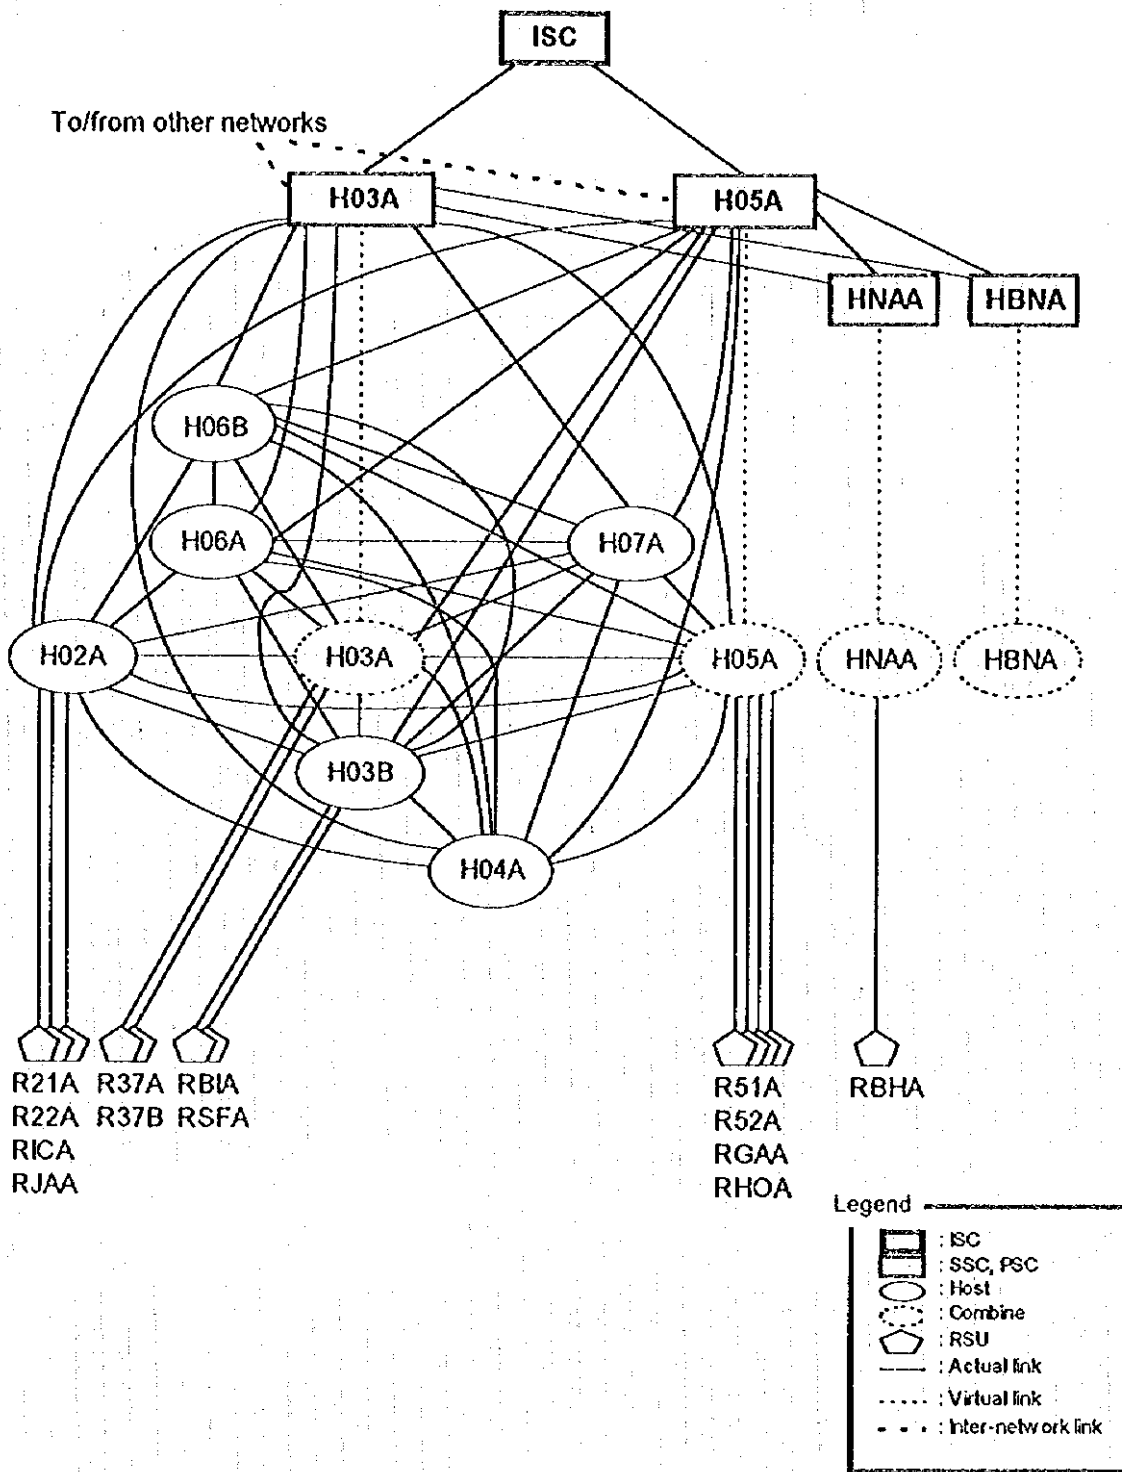 ISC
To/from other networks
H03A
H05A
HNAA
HBNA
H06B
H06A
H07A
H02A
H03A
H05A
HNAA
HBNA
H03B
H04A
R21A
R22A
RICA
RJAA
R37A
R37B
RBIA
RSFA
R51A
R52A
RGAA
RHOA
RBHA
Legend
: ISC
: SSC, PSC
: Host
: Combine
: RSU
: Actual link
: Virtual link
: Inter-network link